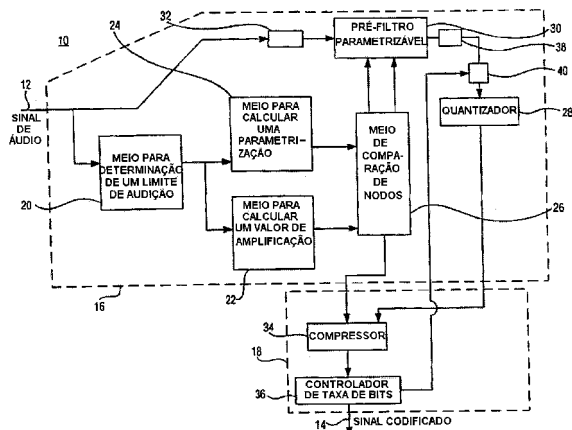 24
32
10
PRÉ-FILTRO
PARAMETRIZÁVEL
30
38
12
SINAL
DE
ÁUDIO
40
QUANTIZADOR
28
MEIO PARA
CALCULAR
UMA
PARAMETRI-
ZAÇÃO
MEIO
DE
COMPA-
RAÇÃO
DE
NODOS
MEIO PARA
DETERMINAÇÃO
DE UM LIMITE
DE AUDIÇÃO
20
MEIO PARA
CALCULAR
UM VALOR DE
AMPLIFICAÇÃO
26
16
22
34
COMPRESSOR
18
36
CONTROLADOR
DE TAXA DE BITS
14
SINAL CODIFICADO